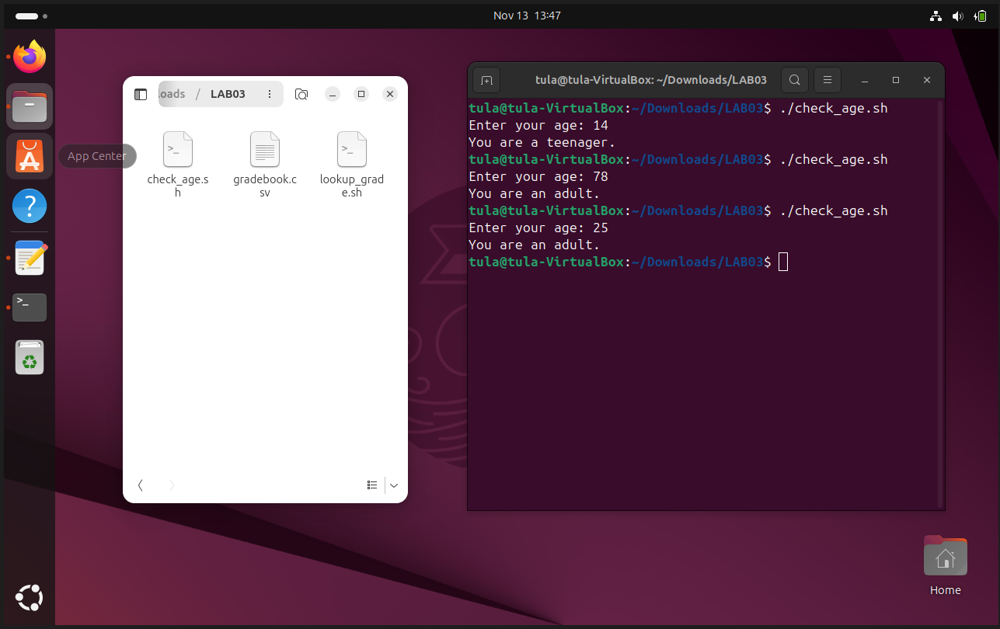 Nov 13 13:47
loads / LAB03
App Center
check_age.s
h
gradebook.c
sv
lookup_grad
e.sh
tula@tula-VirtualBox: ~/Downloads/LAB03
tula@tula-VirtualBox:~/Downloads/LAB03$ ./check_age.sh
Enter your age: 14
You are a teenager.
tula@tula-VirtualBox:~/Downloads/LAB03$ ./check_age.sh
Enter your age: 78
You are an adult.
tula@tula-VirtualBox:~/Downloads/LAB03$ ./check_age.sh
Enter your age: 25
You are an adult.
tula@tula-VirtualBox:~/Downloads/LAB03$
Home